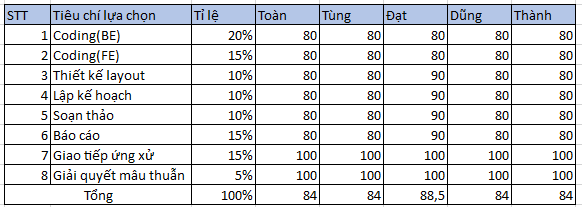 STT Tiêu chí lựa chọn Tỉ lệ Toàn Tùng Đạt Dũng Thành
1 Coding(BE) 20% 80 80 80 80 80
2 Coding(FE) 15% 80 80 80 80 80
3 Thiết kế layout 10% 80 80 90 80 80
4 Lập kế hoạch 10% 80 80 90 80 80
5 Soạn thảo 10% 80 80 90 80 80
6 Báo cáo 15% 80 80 90 80 80
7 Giao tiếp ứng xử 15% 100 100 100 100 100
8 Giải quyết mâu thuẫn 5% 100 100 100 100 100
Tổng 100% 84 84 88,5 84 84